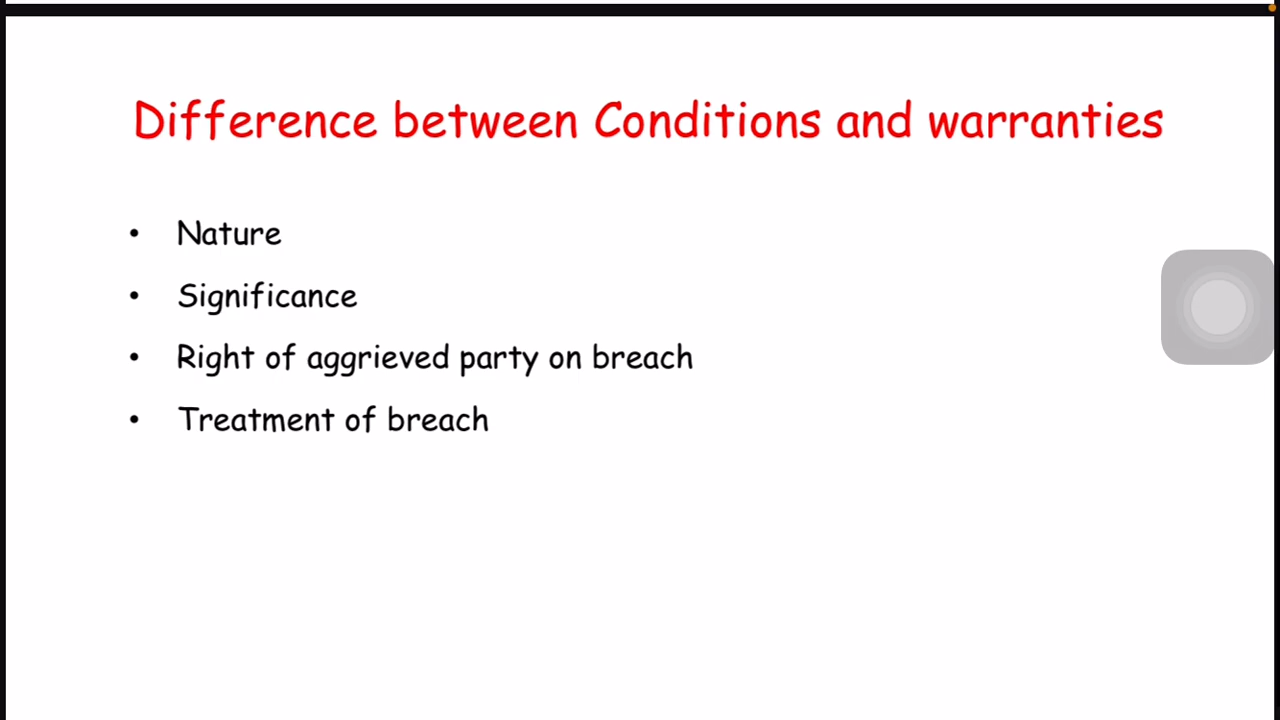 Difference between Conditions and warranties
• Nature
• Significance
• Right of aggrieved party on breach
• Treatment of breach